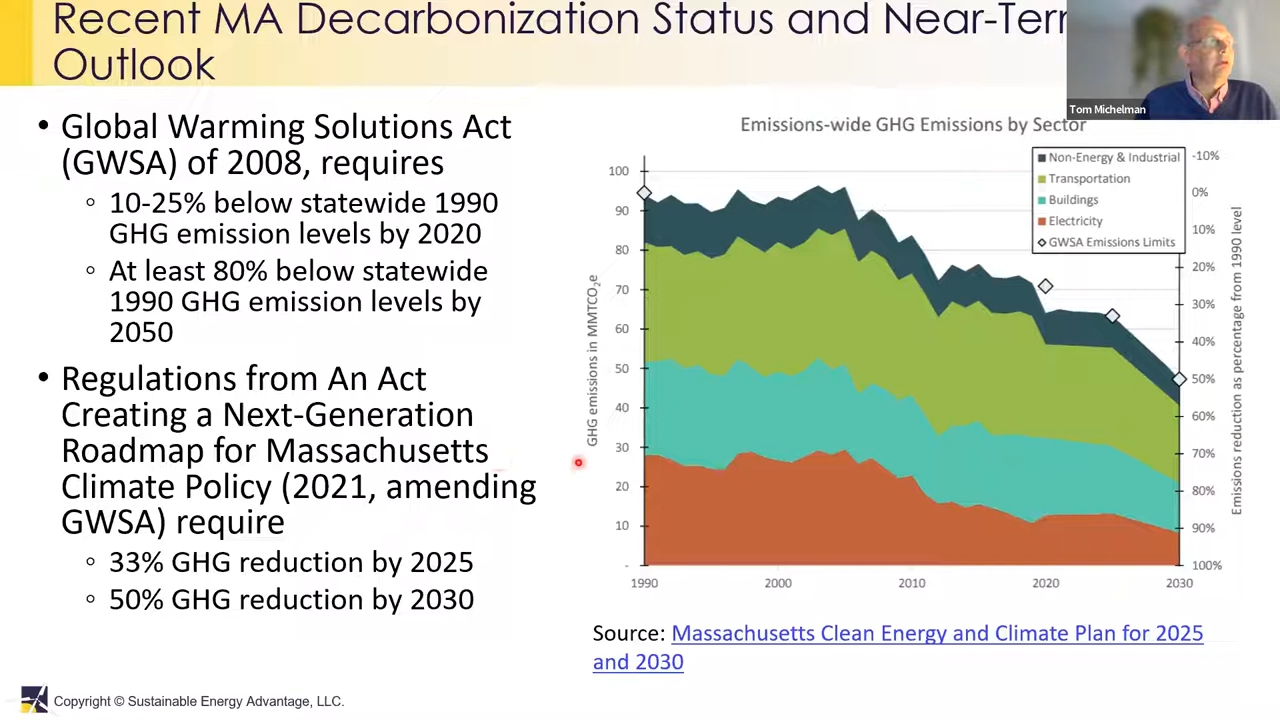 Recent MA Decarbonization Status and Near-Term
Outlook
Tom Michelman
• Global Warming Solutions Act
(GWSA) of 2008, requires
◦ 10-25% below statewide 1990
GHG emission levels by 2020
◦ At least 80% below statewide
1990 GHG emission levels by
2050
• Regulations from An Act
Creating a Next-Generation
Roadmap for Massachusetts
Climate Policy (2021, amending
GWSA) require
◦ 33% GHG reduction by 2025
◦ 50% GHG reduction by 2030
Emissions-wide GHG Emissions by Sector
Non-Energy & Industrial
Transportation
Buildings
Electricity
GWSA Emissions Limits
GHG emissions in MMTCO₂e
100
90
80
70
60
50
40
30
20
10
-
1990
2000
2010
2020
2030
-10%
0%
10%
20%
30%
40%
50%
60%
70%
80%
90%
100%
Emissions reduction as percentage from 1990 level
Source: Massachusetts Clean Energy and Climate Plan for 2025
and 2030
Copyright © Sustainable Energy Advantage, LLC.